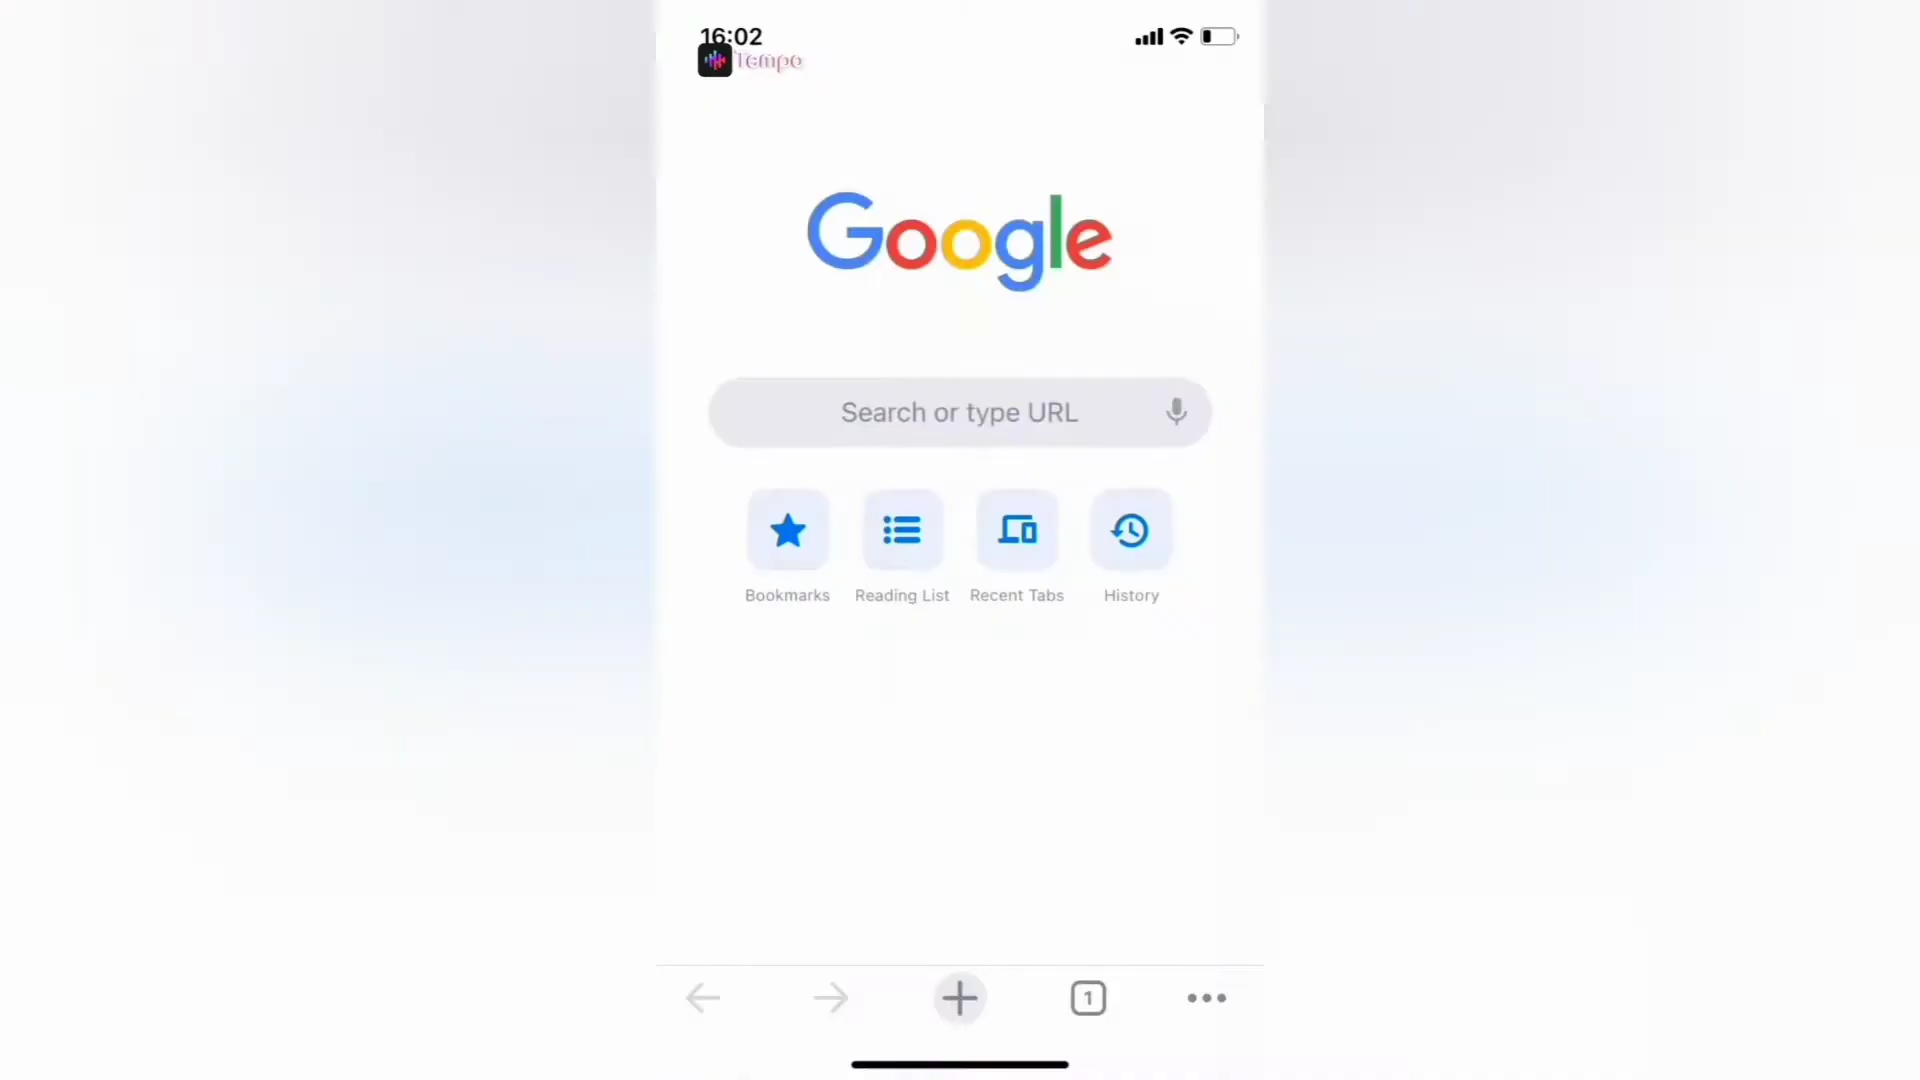 16:02
Tempo
Google
Search or type URL
Bookmarks Reading List Recent Tabs History
1